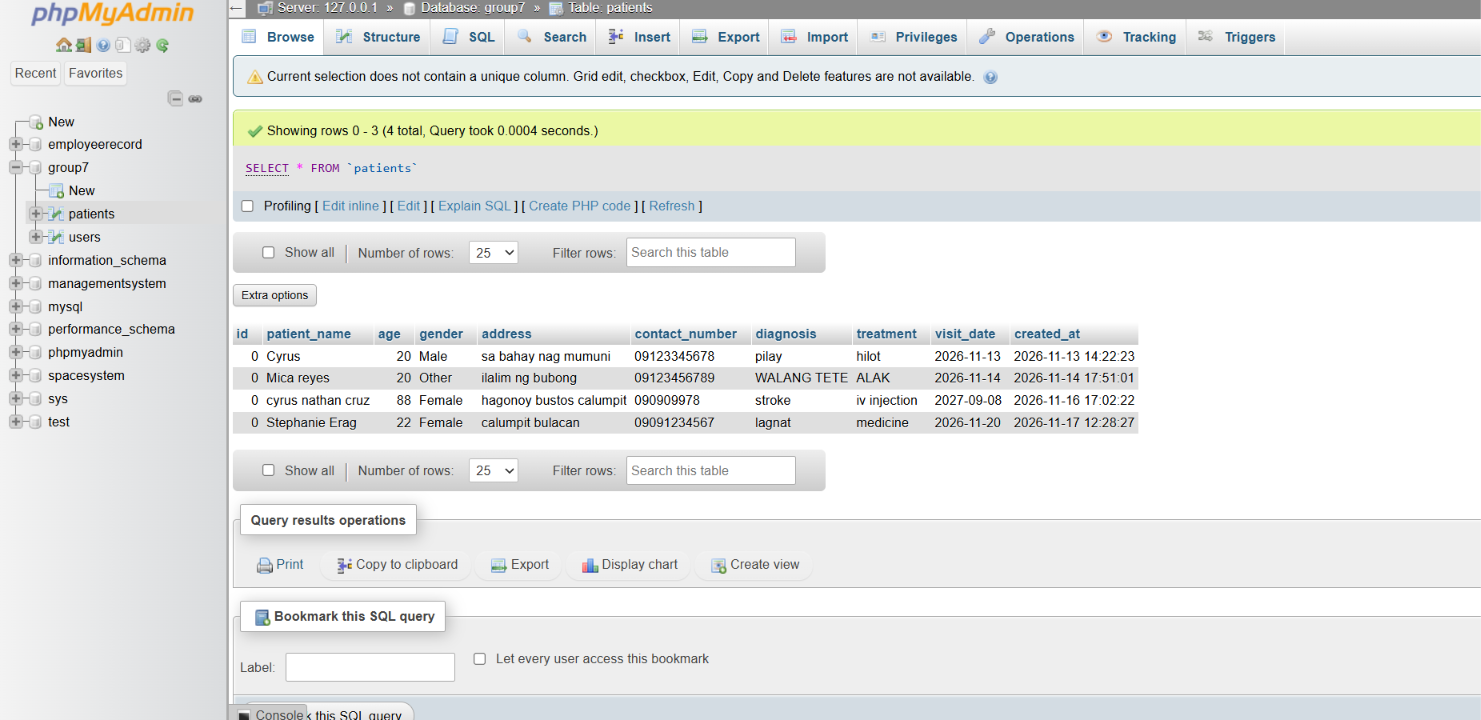 phpMyAdmin
Recent Favorites
New
employeerecord
group7
New
patients
users
information_schema
managementsystem
mysql
performance_schema
phpmyadmin
spacesystem
sys
test
Server: 127.0.0.1 » Database: group7 » Table: patients
Browse Structure SQL Search Insert Export Import Privileges Operations Tracking Triggers
Current selection does not contain a unique column. Grid edit, checkbox, Edit, Copy and Delete features are not available.
Showing rows 0 - 3 (4 total, Query took 0.0004 seconds.)
SELECT * FROM `patients`
Profiling [ Edit inline ] [ Edit ] [ Explain SQL ] [ Create PHP code ] [ Refresh ]
Show all | Number of rows: 25 Filter rows: Search this table
Extra options
id patient_name age gender address contact_number diagnosis treatment visit_date created_at
0 Cyrus 20 Male sa bahay nag mumuni 09123345678 pilay hilot 2026-11-13 2026-11-13 14:22:23
0 Mica reyes 20 Other ilalim ng bubong 09123456789 WALANG TETE ALAK 2026-11-14 2026-11-14 17:51:01
0 cyrus nathan cruz 88 Female hagonoy bustos calumpit 090909978 stroke iv injection 2027-09-08 2026-11-16 17:02:22
0 Stephanie Erag 22 Female calumpit bulacan 09091234567 lagnat medicine 2026-11-20 2026-11-17 12:28:27
Show all | Number of rows: 25 Filter rows: Search this table
Query results operations
Print Copy to clipboard Export Display chart Create view
Bookmark this SQL query
Label: Let every user access this bookmark
Console k this SQL query